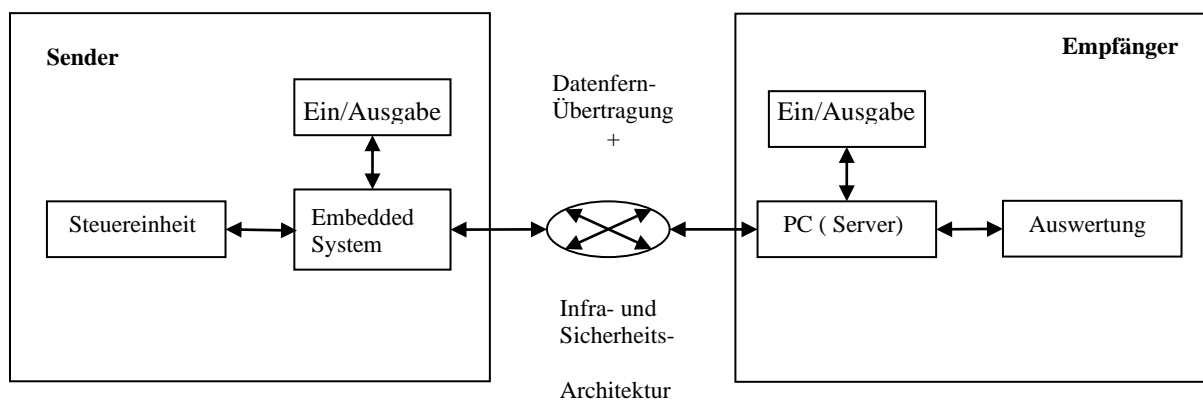 Sender
Ein/Ausgabe
Steuereinheit
Embedded
System
Datenfern-
Übertragung
+
Infra- und
Sicherheits-
Architektur
Empfänger
Ein/Ausgabe
PC ( Server)
Auswertung